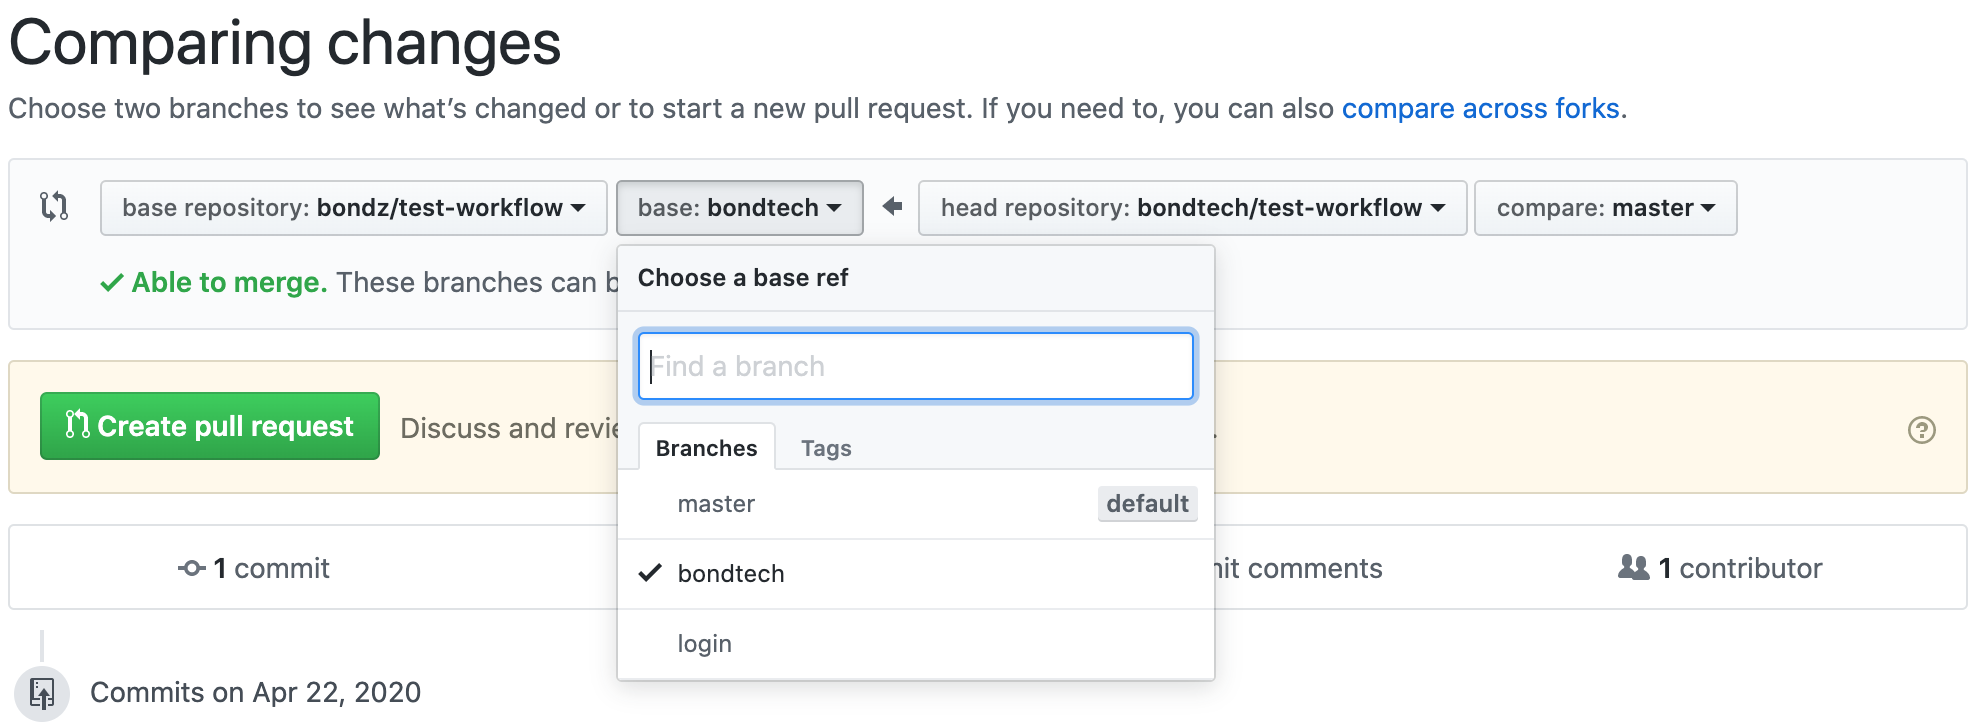 Comparing changes
Choose two branches to see what's changed or to start a new pull request. If you need to, you can also compare across forks.
base repository: bondz/test-workflow base: bondtech head repository: bondtech/test-workflow compare: master
Able to merge. These branches can
Choose a base ref
Find a branch
Create pull request Discuss and
Branches Tags
master default
1 commit comments 1 contributor
bondtech
login
Commits on Apr 22, 2020